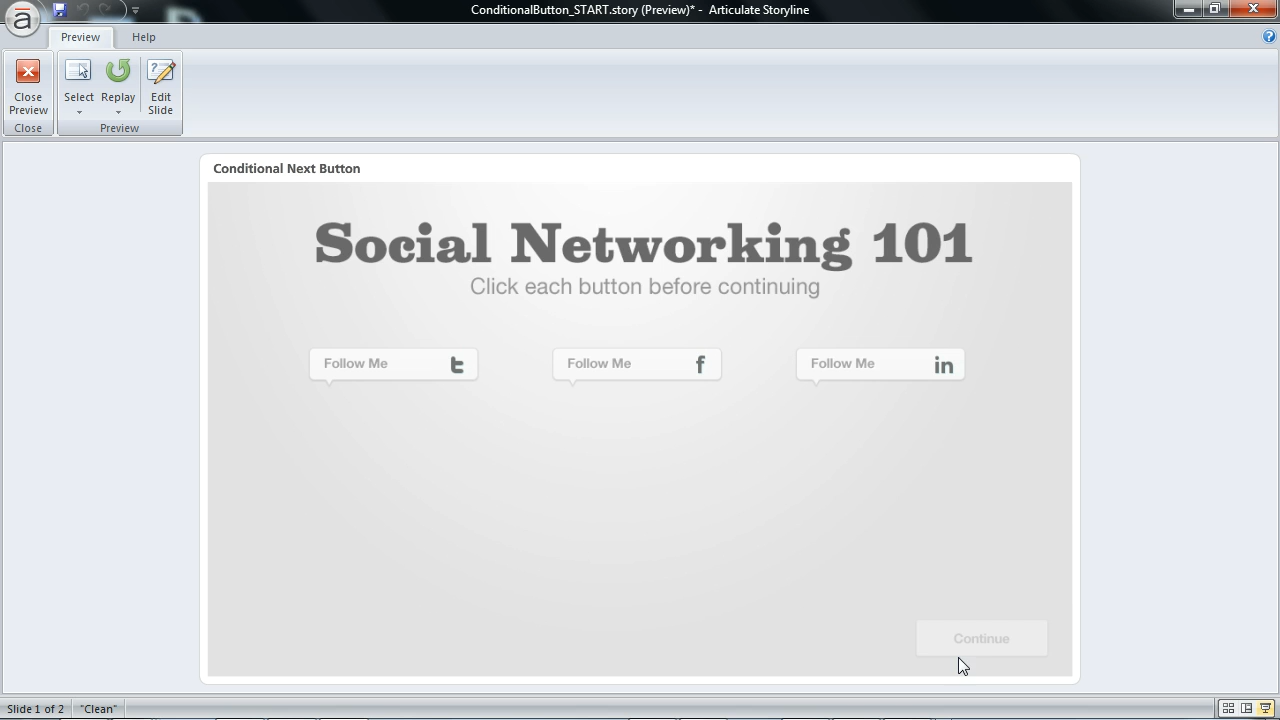 ConditionalButton_START.story (Preview)* - Articulate Storyline
Preview Help
Close Preview
Select
Replay
Edit Slide
Close
Preview
Conditional Next Button
Social Networking 101
Click each button before continuing
Follow Me t
Follow Me f
Follow Me in
Continue
Slide 1 of 2 "Clean"